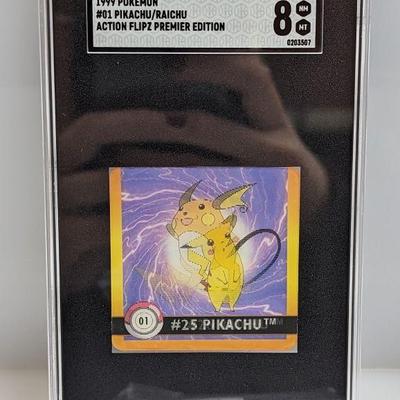 1999 POKEMON
#01 PIKACHU/RAICHU
ACTION FLIPZ PREMIER EDITION
8 NM
MT
0203507
01
#25 PIKACHU™